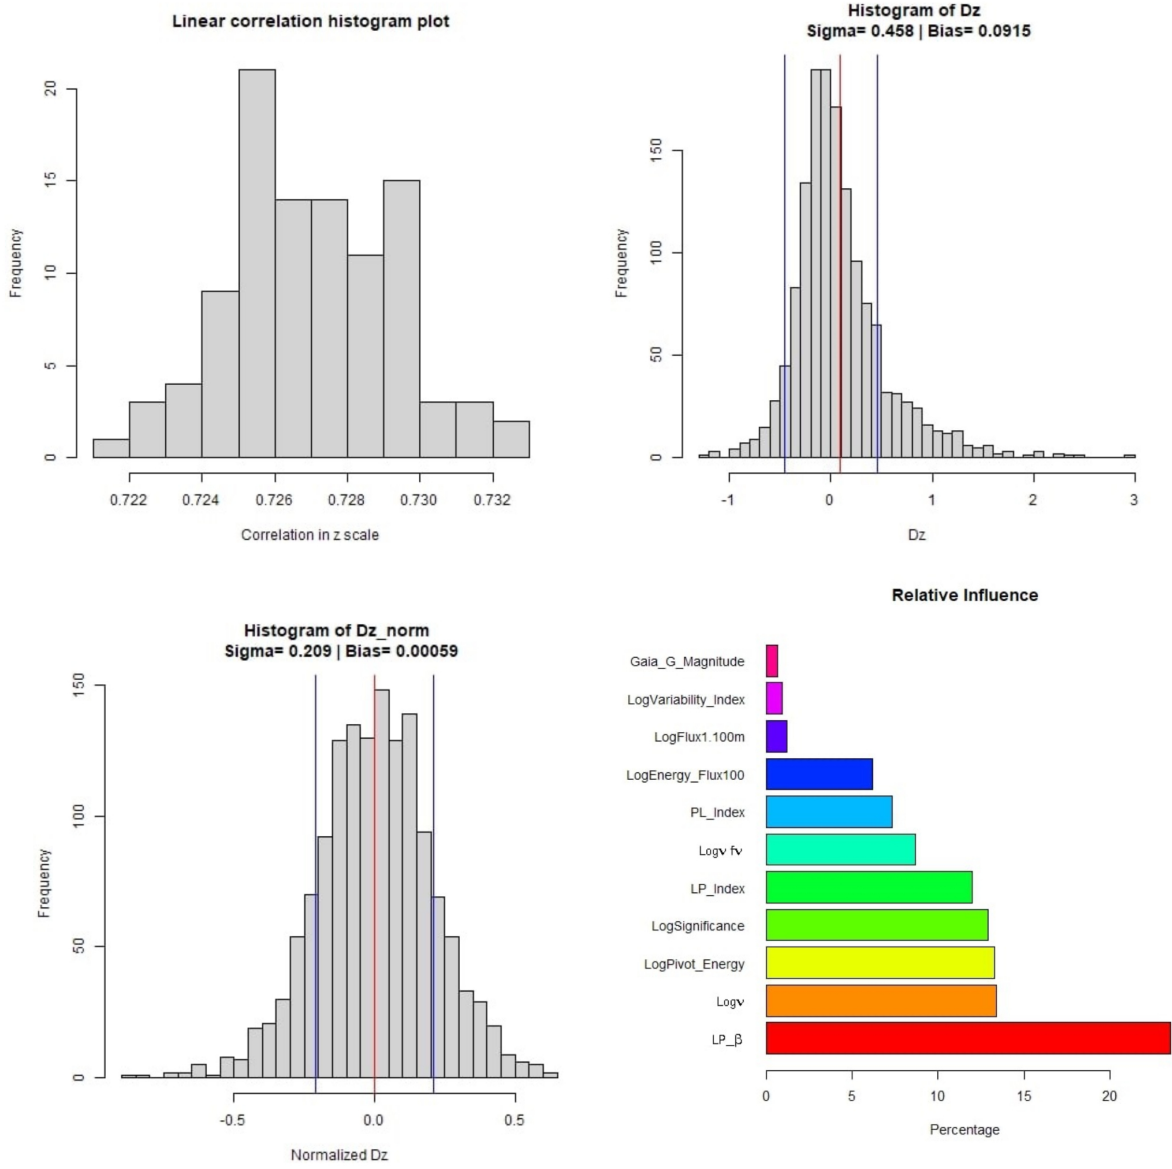 Linear correlation histogram plot
Frequency
20
15
10
5
0
0.722 0.724 0.726 0.728 0.730 0.732
Correlation in z scale
Histogram of Dz
Sigma= 0.458 | Bias= 0.0915
Frequency
150
100
50
0
-1 0 1 2 3
Dz
Histogram of Dz_norm
Sigma= 0.209 | Bias= 0.00059
Frequency
150
100
50
0
-0.5 0.0 0.5
Normalized Dz
Relative Influence
Gaia_G_Magnitude
LogVariability_Index
LogFlux1.100m
LogEnergy_Flux100
PL_Index
Logν fν
LP_Index
LogSignificance
LogPivot_Energy
Logν
LP_β
0 5 10 15 20
Percentage